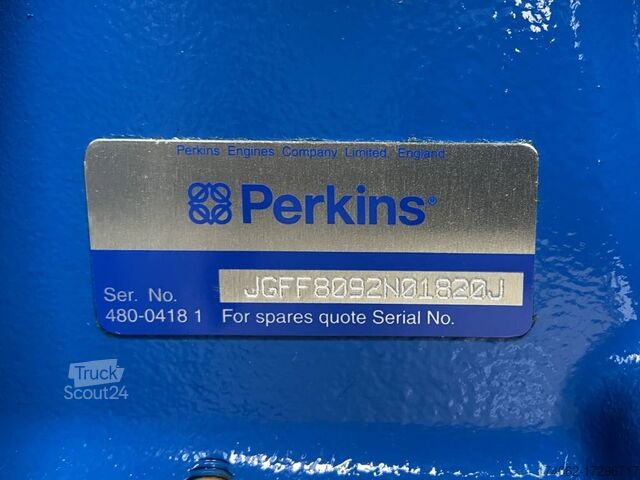 Perkins Engines Company Limited, England
Perkins®
Ser. No. JGFF8092N01820J
480-0418 1 For spares quote Serial No.
Truck
Scout24